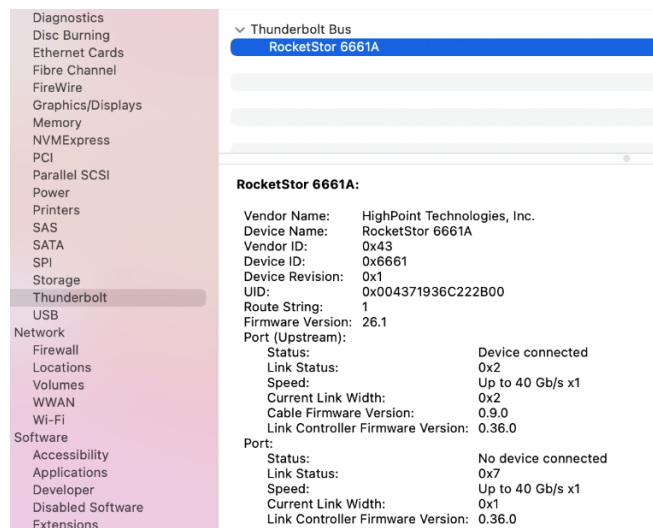 Diagnostics
Disc Burning
Ethernet Cards
Fibre Channel
FireWire
Graphics/Displays
Memory
NVMExpress
PCI
Parallel SCSI
Power
Printers
SAS
SATA
SPI
Storage
Thunderbolt
USB
Network
Firewall
Locations
Volumes
WWAN
Wi-Fi
Software
Accessibility
Applications
Developer
Disabled Software
Extensions
Thunderbolt Bus
RocketStor 6661A
RocketStor 6661A:
Vendor Name: HighPoint Technologies, Inc.
Device Name: RocketStor 6661A
Vendor ID: 0x43
Device ID: 0x6661
Device Revision: 0x1
UID: 0x004371936C222B00
Route String: 1
Firmware Version: 26.1
Port (Upstream):
Status: Device connected
Link Status: 0x2
Speed: Up to 40 Gb/s x1
Current Link Width: 0x2
Cable Firmware Version: 0.9.0
Link Controller Firmware Version: 0.36.0
Port:
Status: No device connected
Link Status: 0x7
Speed: Up to 40 Gb/s x1
Current Link Width: 0x1
Link Controller Firmware Version: 0.36.0